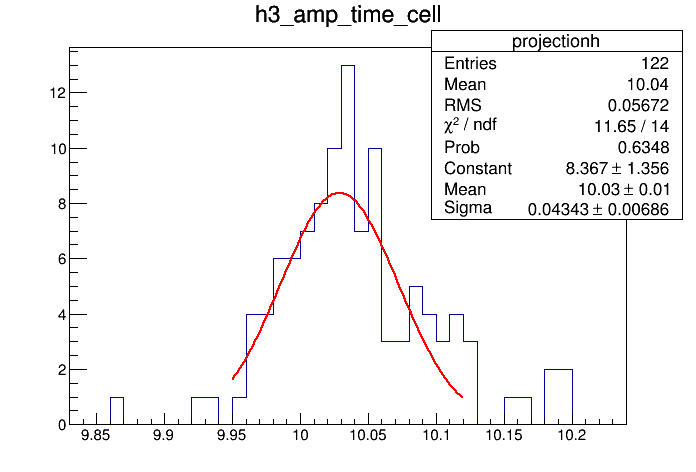 h3_amp_time_cell
projectionh
Entries 122
Mean 10.04
RMS 0.05672
χ² / ndf 11.65 / 14
Prob 0.6348
Constant 8.367 ± 1.356
Mean 10.03 ± 0.01
Sigma 0.04343 ± 0.00686
12
10
8
6
4
2
0
9.85 9.9 9.95 10 10.05 10.1 10.15 10.2